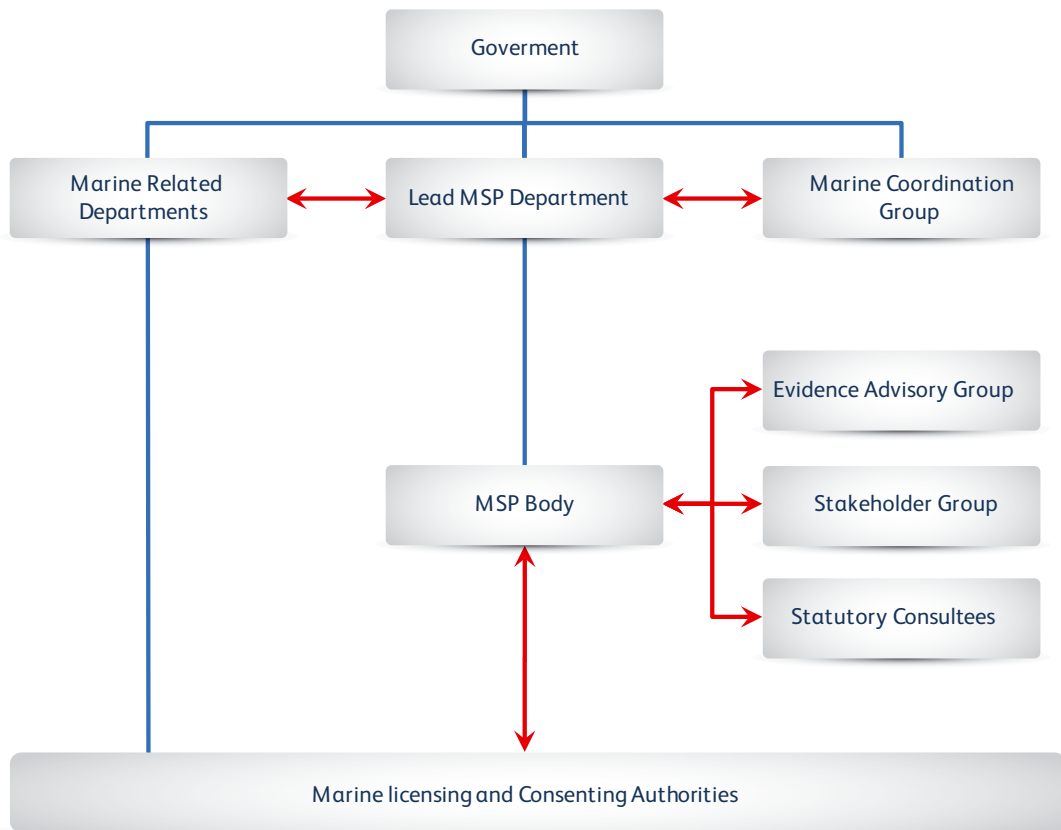 Goverment
Marine Related
Departments
Lead MSP Department
Marine Coordination
Group
Evidence Advisory Group
MSP Body
Stakeholder Group
Statutory Consultees
Marine licensing and Consenting Authorities